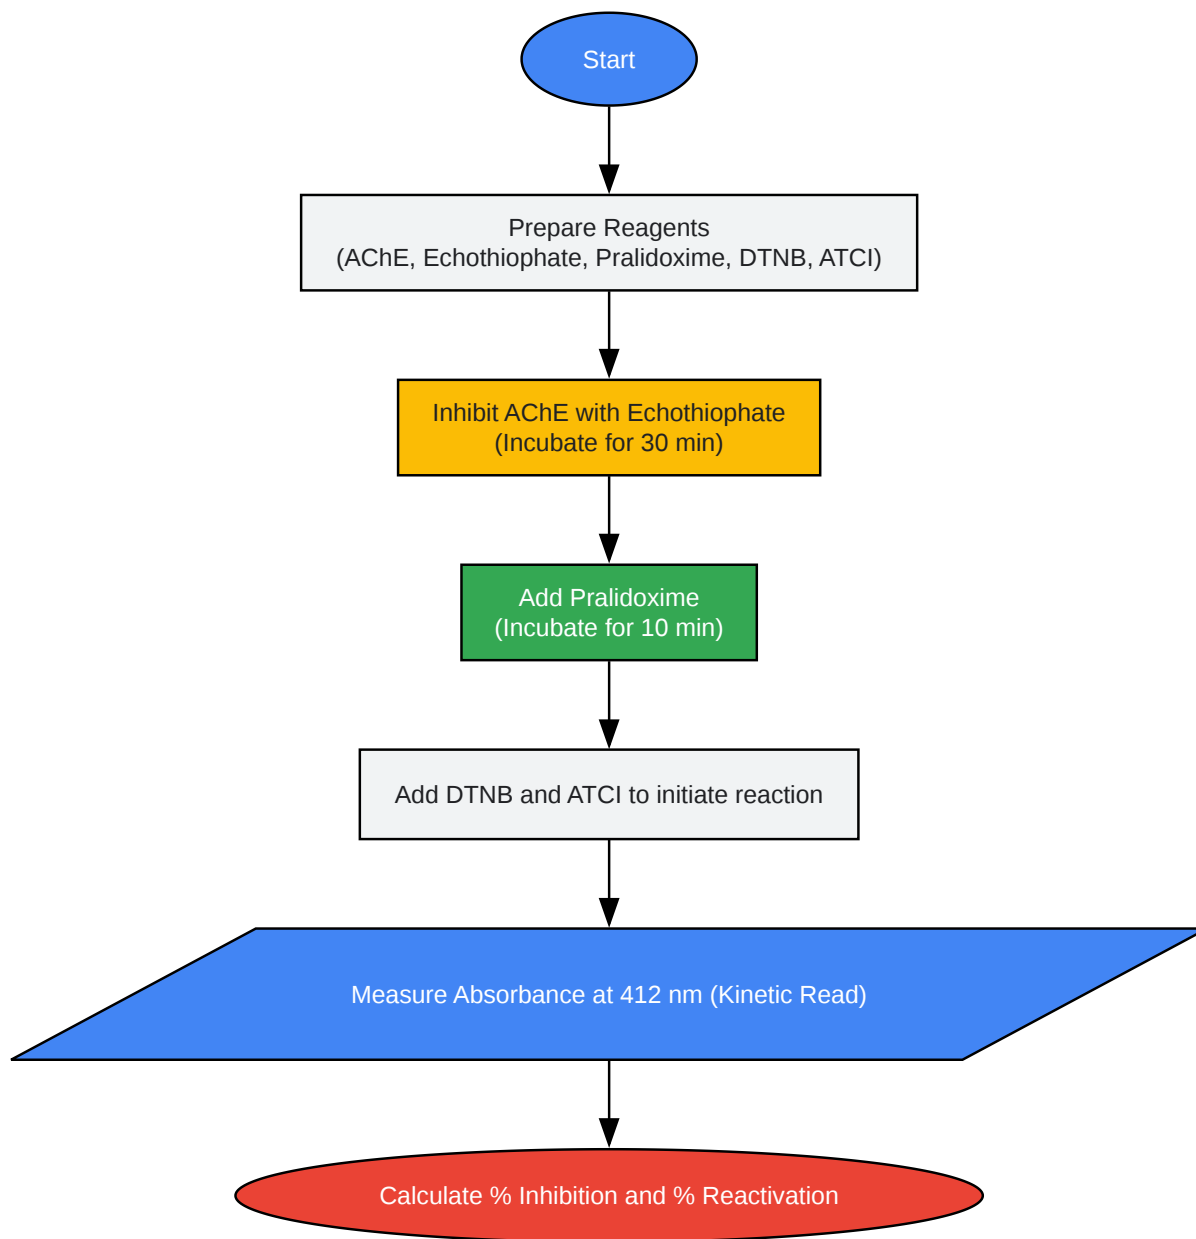 Start
Prepare Reagents
(AChE, Echothiophate, Pralidoxime, DTNB, ATCI)
Inhibit AChE with Echothiophate
(Incubate for 30 min)
Add Pralidoxime
(Incubate for 10 min)
Add DTNB and ATCI to initiate reaction
Measure Absorbance at 412 nm (Kinetic Read)
Calculate % Inhibition and % Reactivation